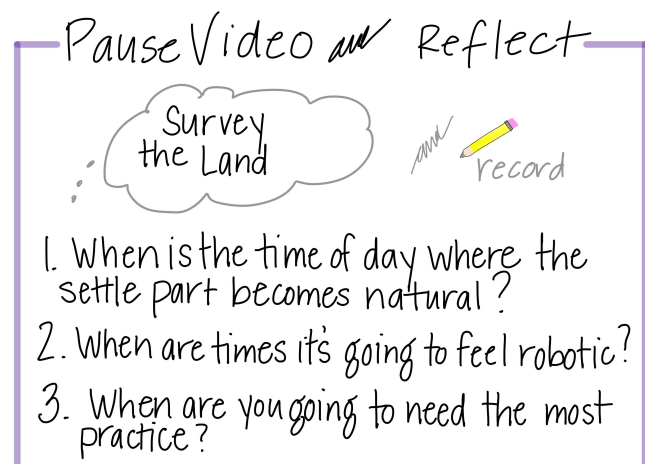 Pause Video and Reflect
Survey
the Land
and
record
1. When is the time of day where the
settle part becomes natural?
2. When are times it's going to feel robotic?
3. When are you going to need the most
practice?